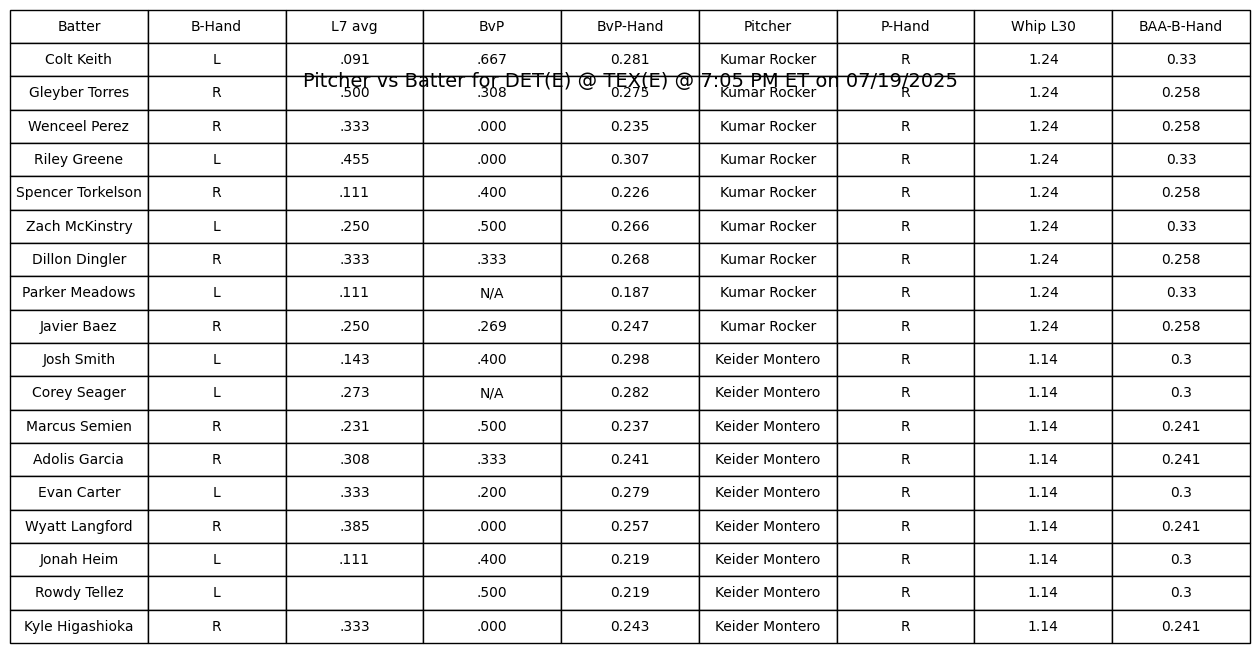 Batter B-Hand L7 avg BvP BvP-Hand Pitcher P-Hand Whip L30 BAA-B-Hand
Colt Keith L .091 .667 0.281 Kumar Rocker R 1.24 0.33
Pitcher vs Batter for DET(E) @ TEX(E) @ 7:05 PM ET on 07/19/2025
Gleyber Torres R .500 .308 0.275 Kumar Rocker R 1.24 0.258
Wenceel Perez R .333 .000 0.235 Kumar Rocker R 1.24 0.258
Riley Greene L .455 .000 0.307 Kumar Rocker R 1.24 0.33
Spencer Torkelson R .111 .400 0.226 Kumar Rocker R 1.24 0.258
Zach McKinstry L .250 .500 0.266 Kumar Rocker R 1.24 0.33
Dillon Dingler R .333 .333 0.268 Kumar Rocker R 1.24 0.258
Parker Meadows L .111 N/A 0.187 Kumar Rocker R 1.24 0.33
Javier Baez R .250 .269 0.247 Kumar Rocker R 1.24 0.258
Josh Smith L .143 .400 0.298 Keider Montero R 1.14 0.3
Corey Seager L .273 N/A 0.282 Keider Montero R 1.14 0.3
Marcus Semien R .231 .500 0.237 Keider Montero R 1.14 0.241
Adolis Garcia R .308 .333 0.241 Keider Montero R 1.14 0.241
Evan Carter L .333 .200 0.279 Keider Montero R 1.14 0.3
Wyatt Langford R .385 .000 0.257 Keider Montero R 1.14 0.241
Jonah Heim L .111 .400 0.219 Keider Montero R 1.14 0.3
Rowdy Tellez L .500 0.219 Keider Montero R 1.14 0.3
Kyle Higashioka R .333 .000 0.243 Keider Montero R 1.14 0.241